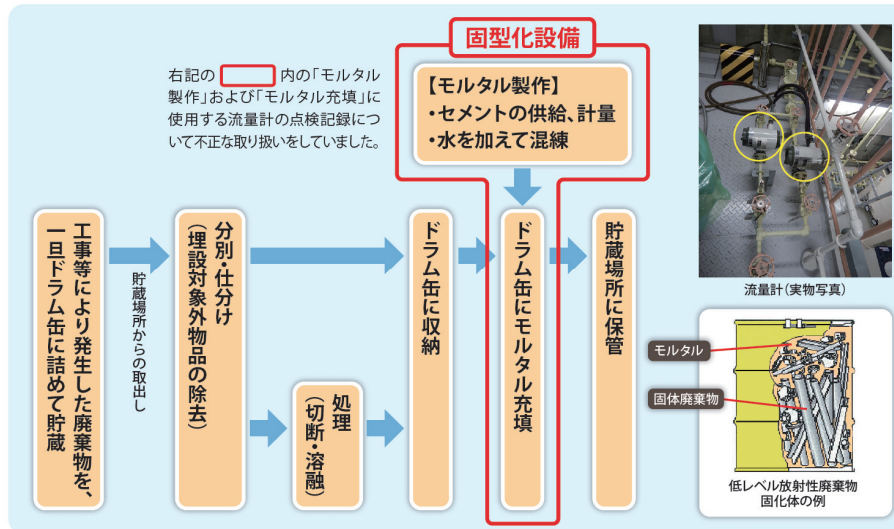 固型化設備
右記の 内の「モルタル
製作」および「モルタル充填」に
使用する流量計の点検記録につ
いて不正な取り扱いをしていました。
【モルタル製作】
・セメントの供給、計量
・水を加えて混練
工事等により発生した廃棄物を、
一旦ドラム缶に詰めて貯蔵
貯蔵場所からの取出し
分別・仕分け
（埋設対象外物品の除去）
処理
（切断・溶融）
ドラム缶に収納
ドラム缶にモルタル充填
貯蔵場所に保管
流量計（実物写真）
モルタル
固体廃棄物
低レベル放射性廃棄物
固化体の例